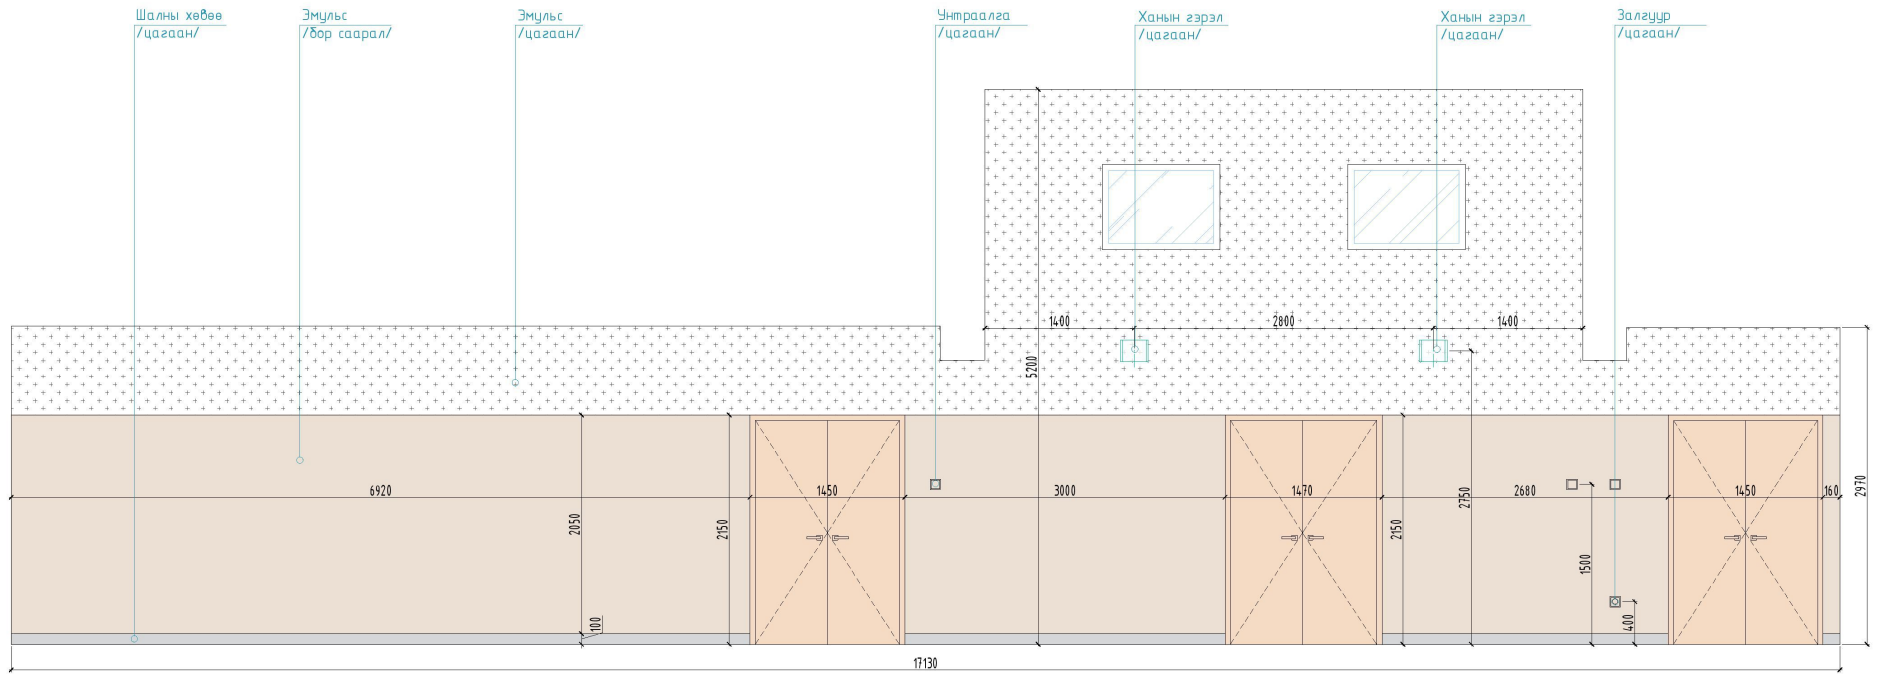 Шалны хөвөө
/цагаан/
Эмульс
/бор саарал/
Эмульс
/цагаан/
Унтраалга
/цагаан/
Ханын гэрэл
/цагаан/
Ханын гэрэл
/цагаан/
Залгуур
/цагаан/
1400
2800
1400
5200
6920
1450
3000
1470
2680
1450
160
2970
2050
2150
2150
2750
1500
100
400
17130